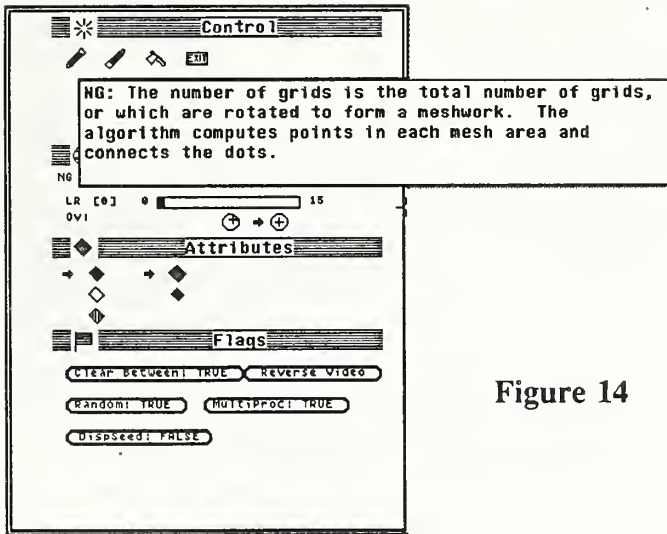 Control
EXIT
NG: The number of grids is the total number of grids,
or which are rotated to form a meshwork. The
algorithm computes points in each mesh area and
connects the dots.
NG
LR [0] 0 15
OVI
Attributes
Flags
Clear Between: TRUE Reverse Video
Random: TRUE MultiProc: TRUE
DispSeed: FALSE
Figure 14